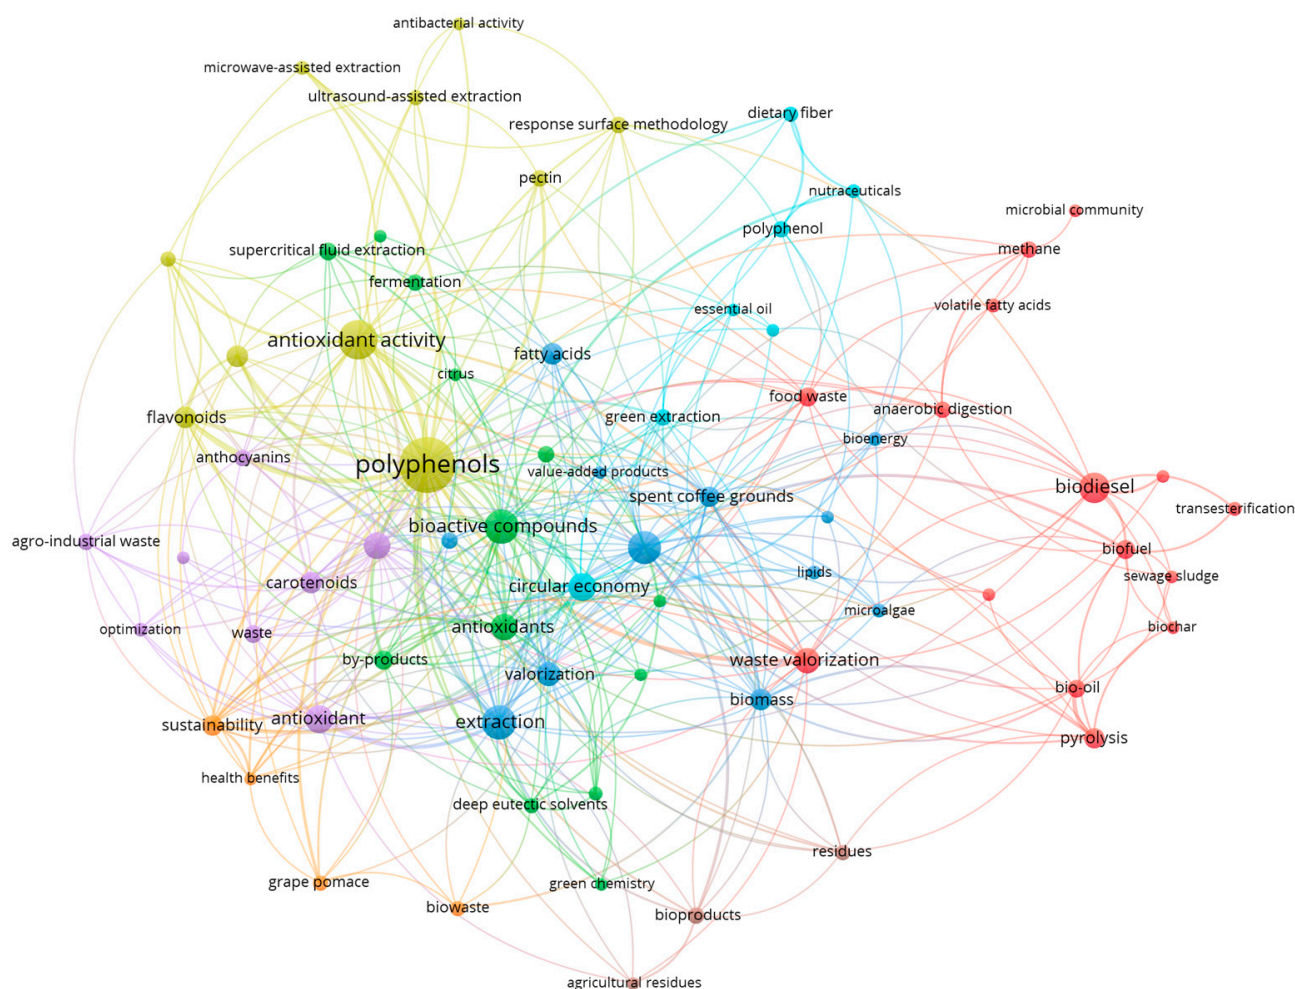 antibacterial activity
microwave-assisted extraction
ultrasound-assisted extraction
response surface methodology
dietary fiber
pectin
nutraceuticals
microbial community
polyphenol
supercritical fluid extraction
methane
fermentation
essential oil
volatile fatty acids
antioxidant activity
fatty acids
citrus
food waste
flavonoids
green extraction
anaerobic digestion
bioenergy
anthocyanins
polyphenols
value-added products
biodiesel
spent coffee grounds
transesterification
bioactive compounds
agro-industrial waste
biofuel
carotenoids
circular economy
lipids
sewage sludge
microalgae
optimization
waste
antioxidants
biochar
by-products
waste valorization
valorization
bio-oil
biomass
sustainability
antioxidant
extraction
pyrolysis
health benefits
deep eutectic solvents
residues
grape pomace
green chemistry
biowaste
bioproducts
agricultural residues